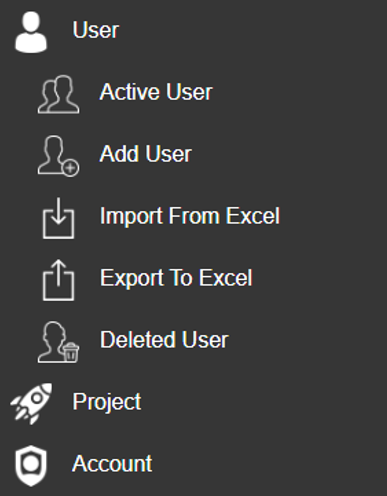 User
Active User
Add User
Import From Excel
Export To Excel
Deleted User
Project
Account